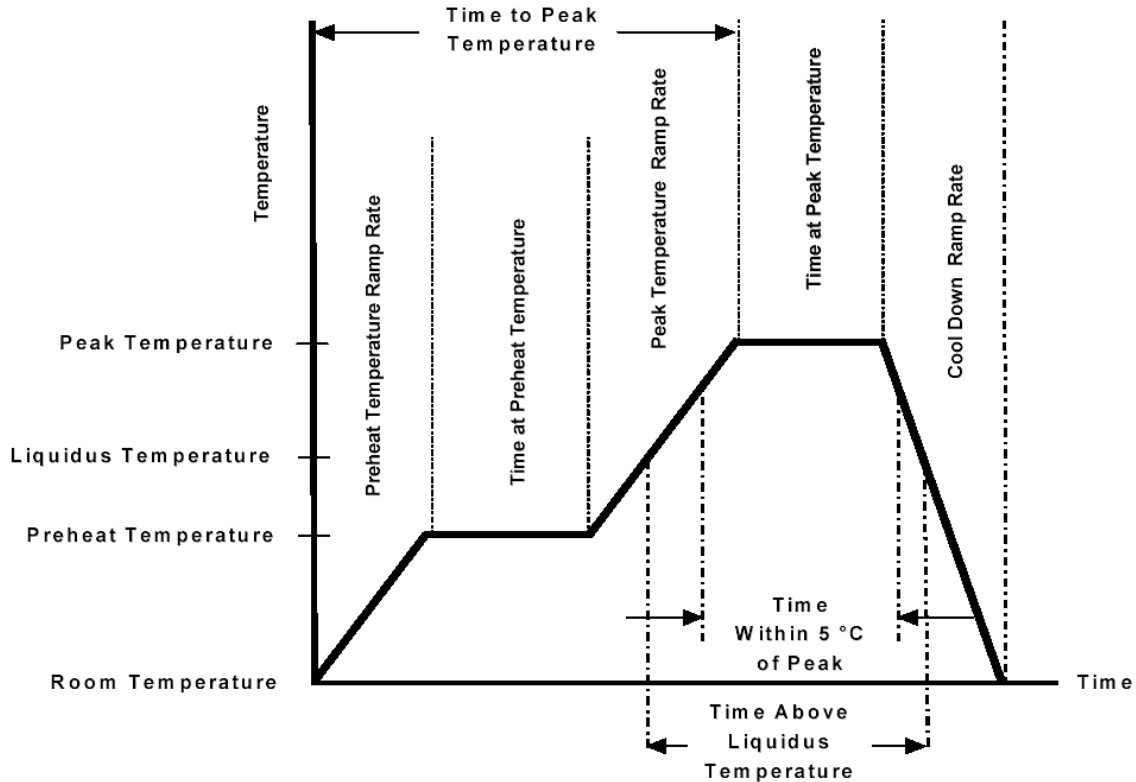 Time to Peak
Temperature
Temperature
Preheat Temperature Ramp Rate
Time at Preheat Temperature
Peak Temperature Ramp Rate
Time at Peak Temperature
Cool Down Ramp Rate
Peak Temperature
Liquidus Temperature
Preheat Temperature
Room Temperature
Time
Within 5 °C
of Peak
Time
Time Above
Liquidus
Temperature